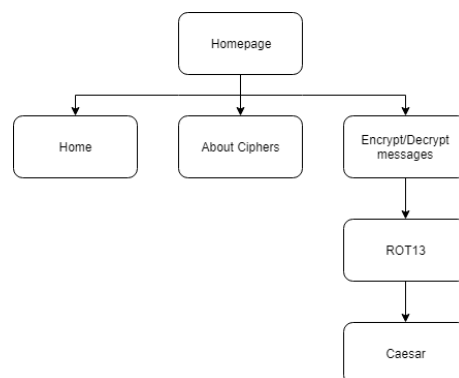 Homepage
Home
About Ciphers
Encrypt/Decrypt
messages
ROT13
Caesar